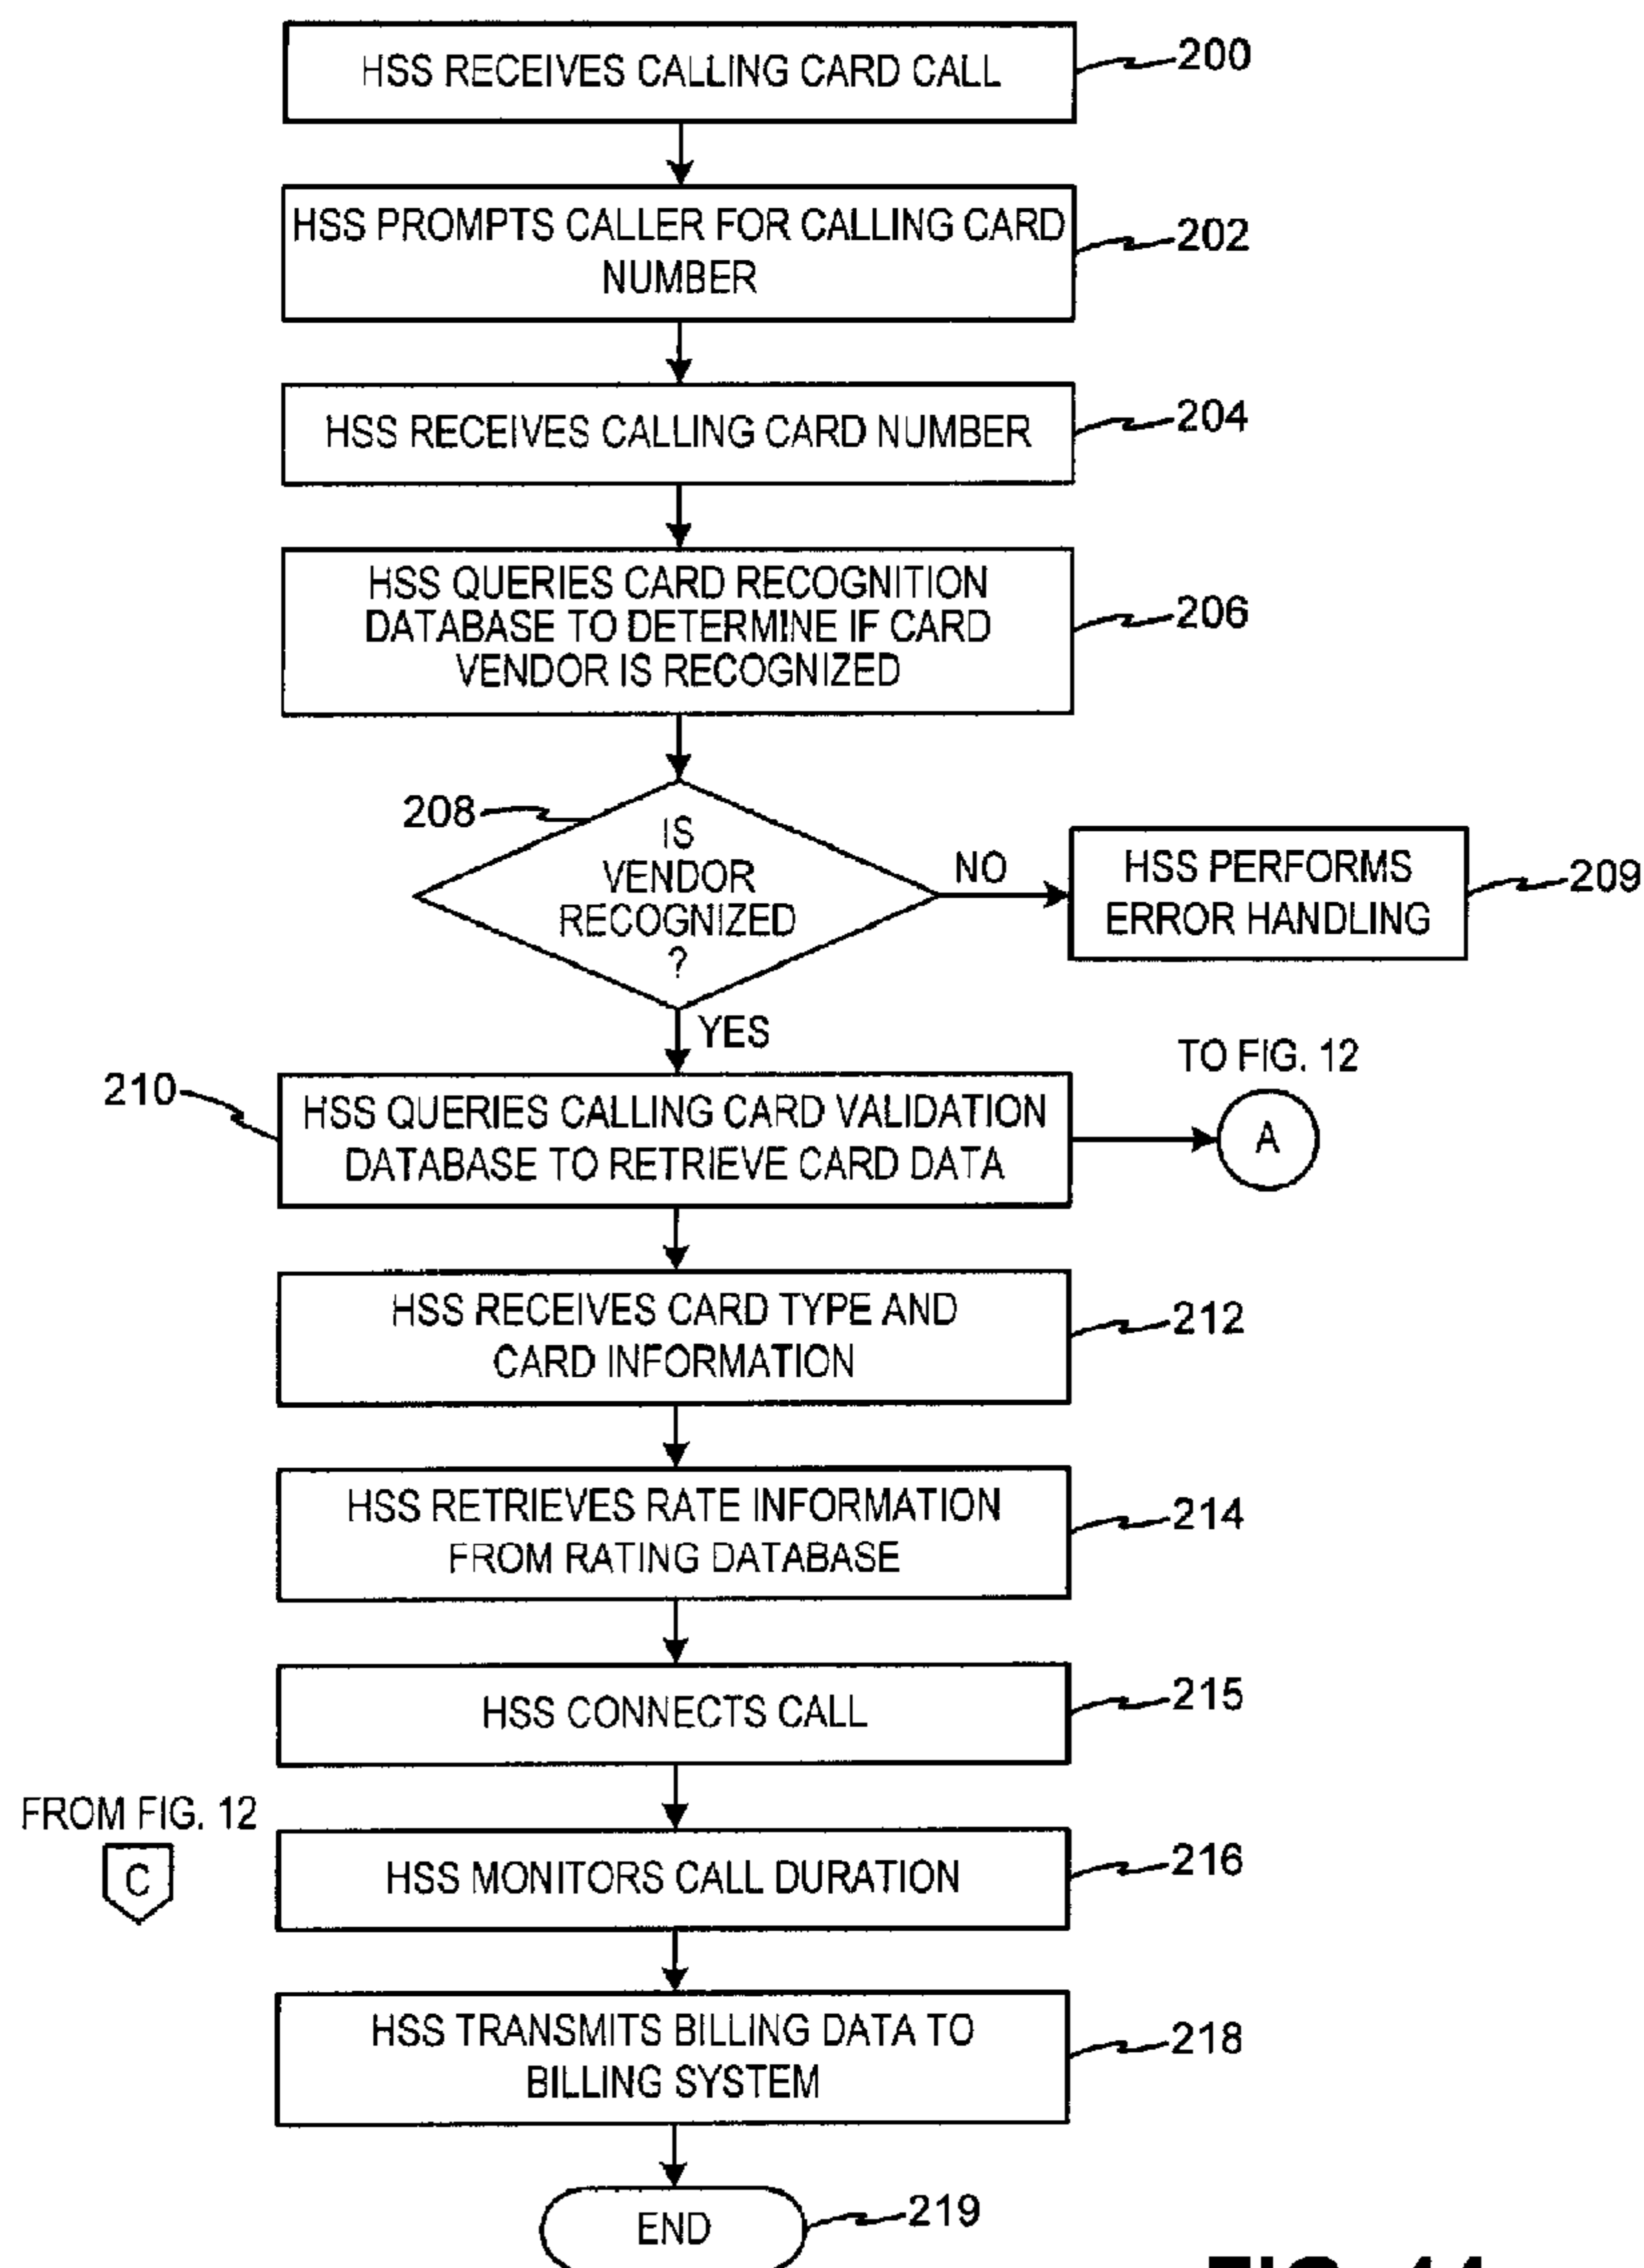 HSS RECEIVES CALLING CARD CALL
200
HSS PROMPTS CALLER FOR CALLING CARD
NUMBER
202
HSS RECEIVES CALLING CARD NUMBER
204
HSS QUERIES CARD RECOGNITION
DATABASE TO DETERMINE IF CARD
VENDOR IS RECOGNIZED
206
208
IS
VENDOR
RECOGNIZED
?
NO
HSS PERFORMS
ERROR HANDLING
209
YES
TO FIG. 12
A
210
HSS QUERIES CALLING CARD VALIDATION
DATABASE TO RETRIEVE CARD DATA
HSS RECEIVES CARD TYPE AND
CARD INFORMATION
212
HSS RETRIEVES RATE INFORMATION
FROM RATING DATABASE
214
HSS CONNECTS CALL
215
FROM FIG. 12
C
HSS MONITORS CALL DURATION
216
HSS TRANSMITS BILLING DATA TO
BILLING SYSTEM
218
END
219